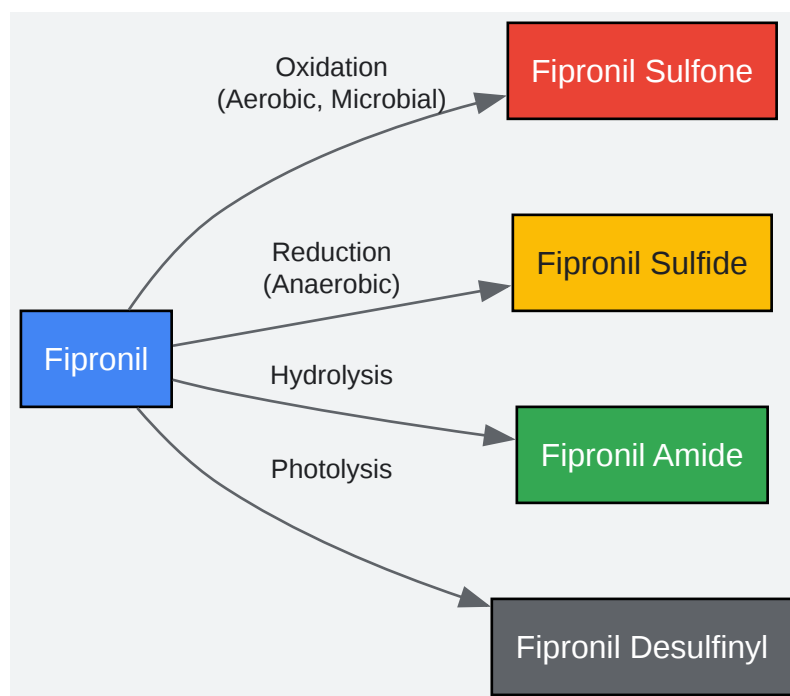 Oxidation
(Aerobic, Microbial)
Fipronil Sulfone
Reduction
(Anaerobic)
Fipronil Sulfide
Fipronil
Hydrolysis
Fipronil Amide
Photolysis
Fipronil Desulfinyl